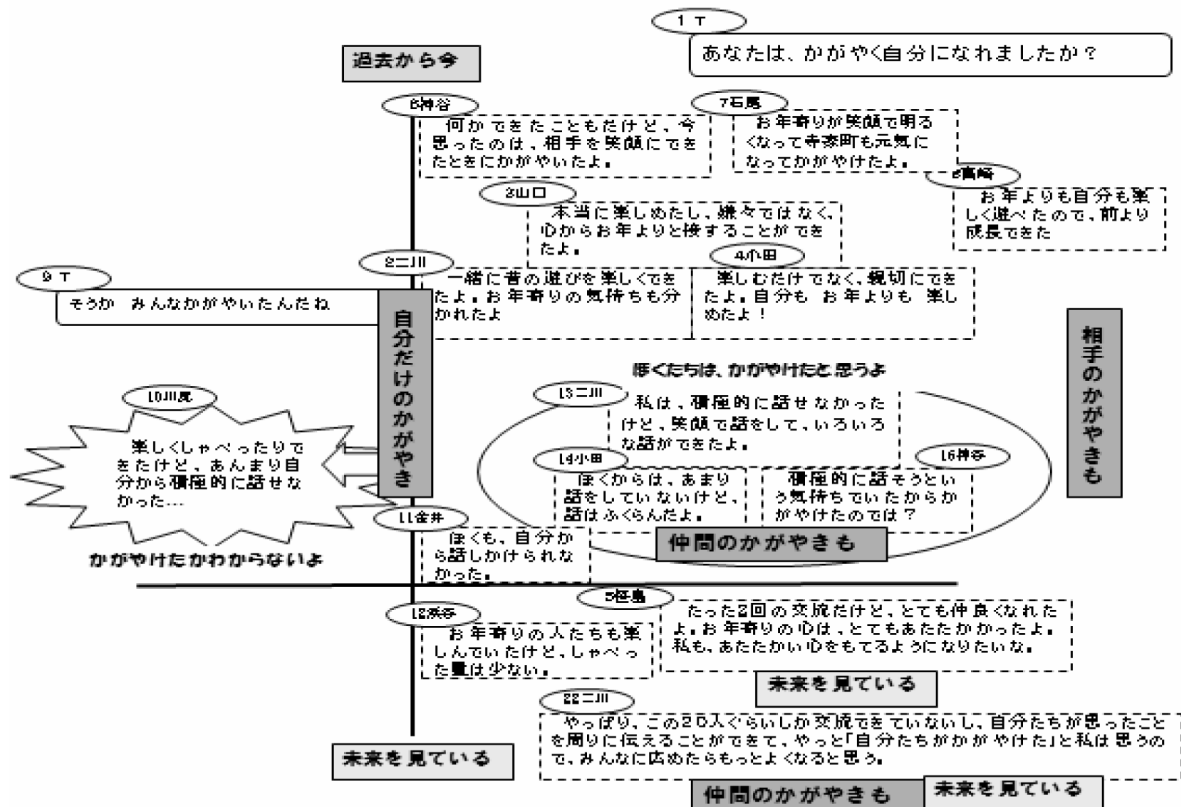 1 T
あなたは、かがやく自分になれましたか？
過去から今
6神谷
何かできたこともだけど、今
思ったのは、相手を笑顔にでき
たときにかがやいたよ。
7石尾
お年寄りが笑顔で明る
くなって寺家町も元気に
なってかがやけたよ。
高崎
お年よりも自分も楽
しく遊べたので、前より
成長できた
3山口
本当に楽しめたし、嫌々ではなく、
心からお年よりと接することができ
たよ。
2二川
一緒に昔の遊びを楽しくでき
たよ。お年寄りの気持ちも分
かれたよ
4小田
楽しむだけでなく、親切にでき
たよ。自分も お年よりも 楽し
めたよ！
9 T
そうか みんなかがやいたんだね
自分だけのかがやき
相手のかがやきも
ぼくたちは、かがやけたと思うよ
10川尻
楽しくしゃべったりで
きたけど、あんまり自
分から積極的に話せな
かった…
かがやけたかわからないよ
13二川
私は、積極的に話せなかった
けど、笑顔で話をして、いろいろ
な話ができたよ。
14小田
ぼくからは、あまり
話をしていないけど、
話はふくらんだよ。
16神谷
積極的に話そうとい
う気持ちでいたからか
がやけたのでは？
仲間のかがやきも
11金井
ぼくも、自分か
ら話しかけられな
かった。
12渋谷
お年寄りの人たちも楽
しんでいたけど、しゃべっ
た量は少ない。
たった2回の交流だけど、とても仲良くなれた
よ。お年寄りの心は、とてもあたたかかったよ。
私も、あたたかい心をもてるようになりたいな。
未来を見ている
22二川
やっぱり、この20人ぐらいしか交流できていないし、自分たちが思ったこと
を周りに伝えることができて、やっと「自分たちがかがやけた」と私は思うの
で、みんなに広めたらもっとよくなると思う。
未来を見ている
仲間のかがやきも
未来を見ている